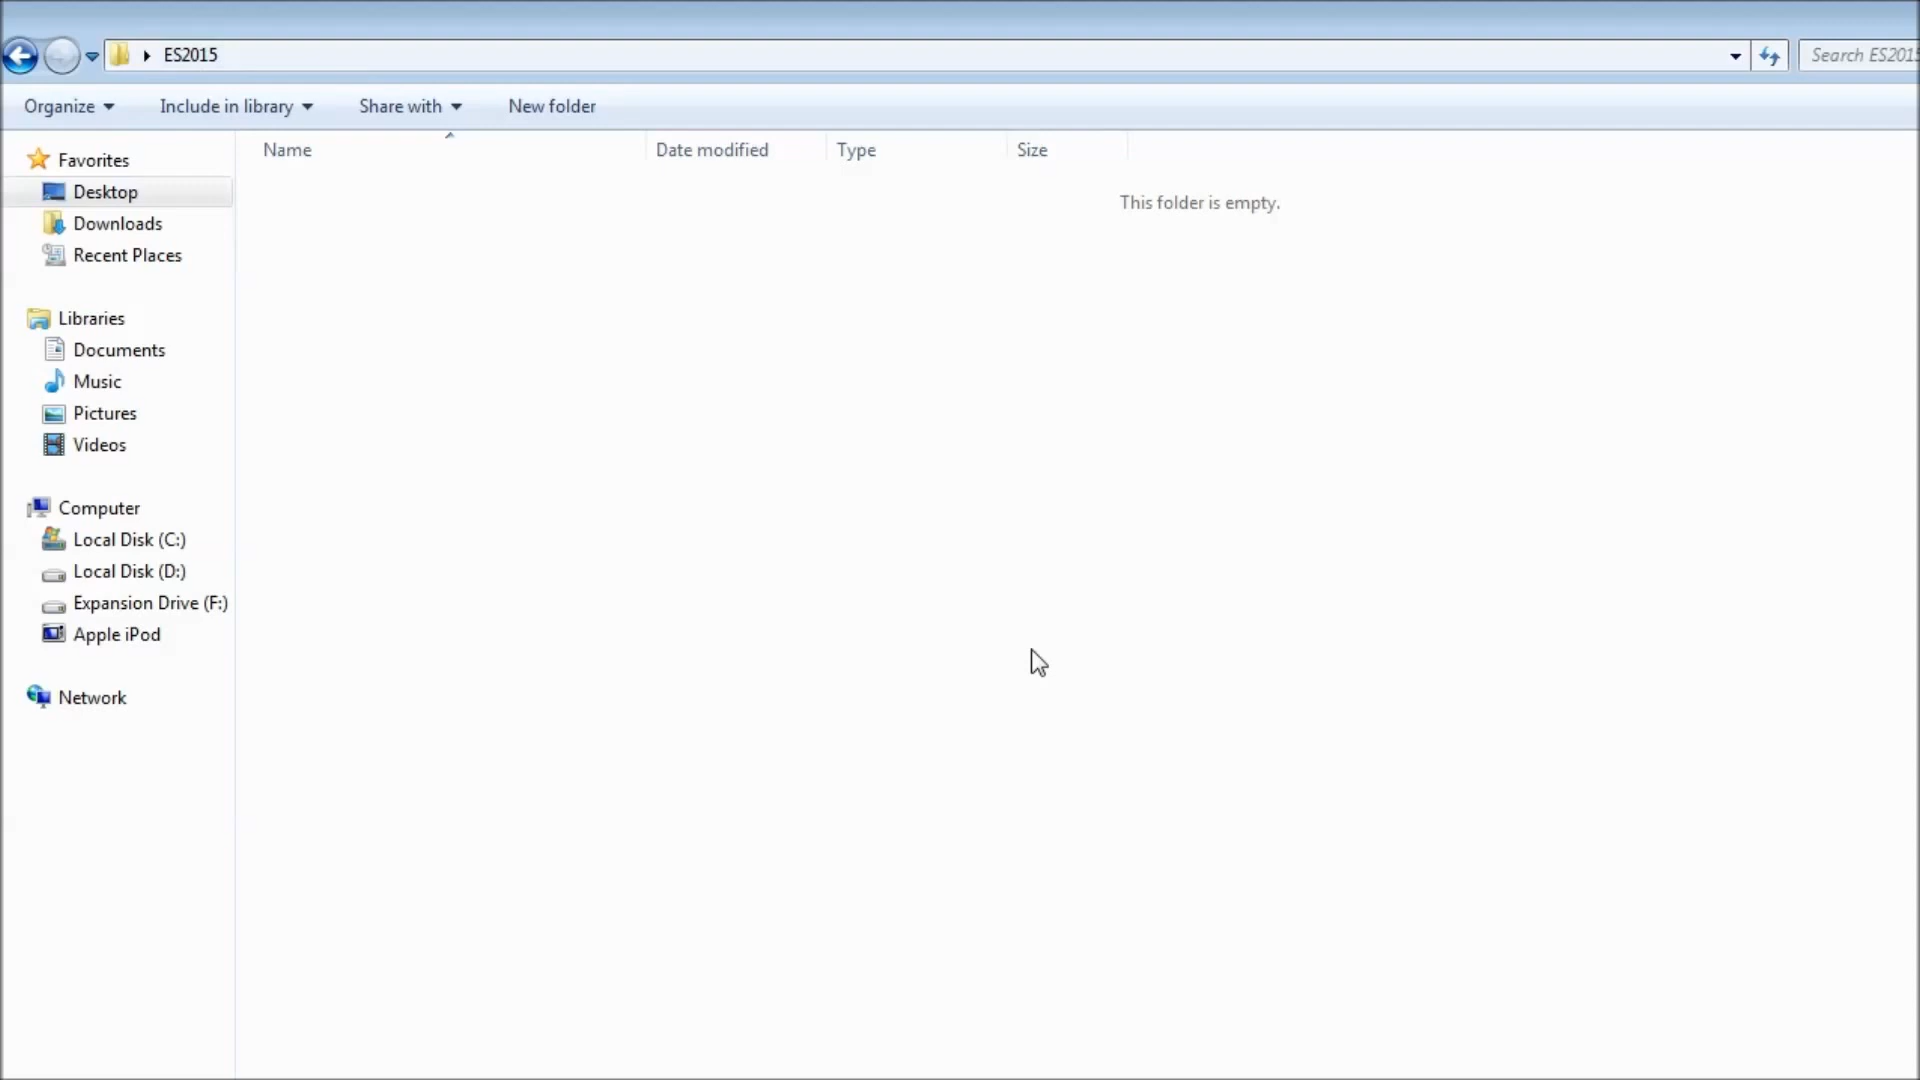 ES2015
Search ES2015
Organize
Include in library
Share with
New folder
Name
Date modified
Type
Size
This folder is empty.
Favorites
Desktop
Downloads
Recent Places
Libraries
Documents
Music
Pictures
Videos
Computer
Local Disk (C:)
Local Disk (D:)
Expansion Drive (F:)
Apple iPod
Network